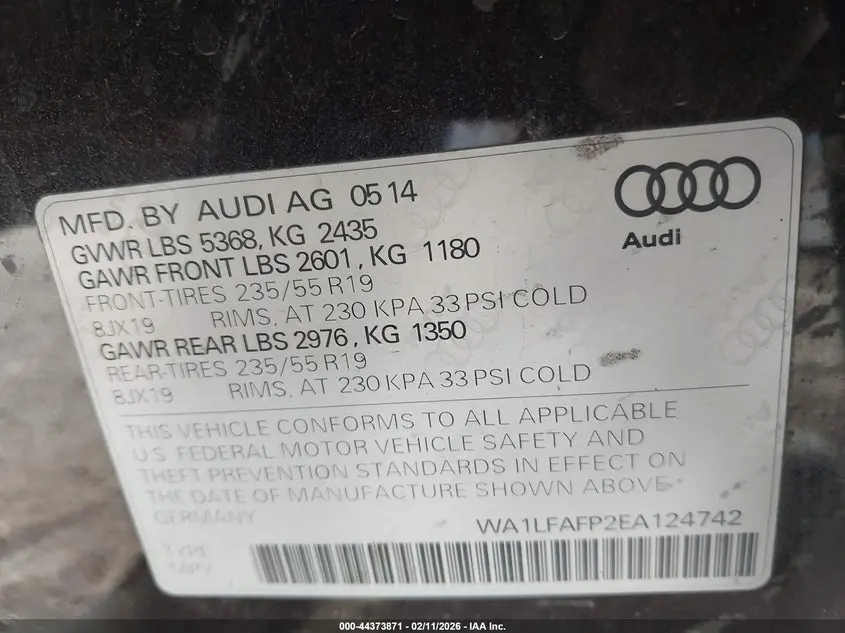 MFD. BY AUDI AG 0514
GVWR LBS 5368, KG 2435
GAWR FRONT LBS 2601, KG 1180
FRONT-TIRES 235/55 R19
8JX19 RIMS, AT 230 KPA 33 PSI COLD
GAWR REAR LBS 2976, KG 1350
REAR-TIRES 235/55 R19
8JX19 RIMS, AT 230 KPA 33 PSI COLD
Audi
THIS VEHICLE CONFORMS TO ALL APPLICABLE
U.S FEDERAL MOTOR VEHICLE SAFETY AND
THEFT PREVENTION STANDARDS IN EFFECT ON
THE DATE OF MANUFACTURE SHOWN ABOVE.
GERMANY
WA1LFAFP2EA124742
TYPE
MPV
000-44373871 - 02/11/2026 - IAA Inc.